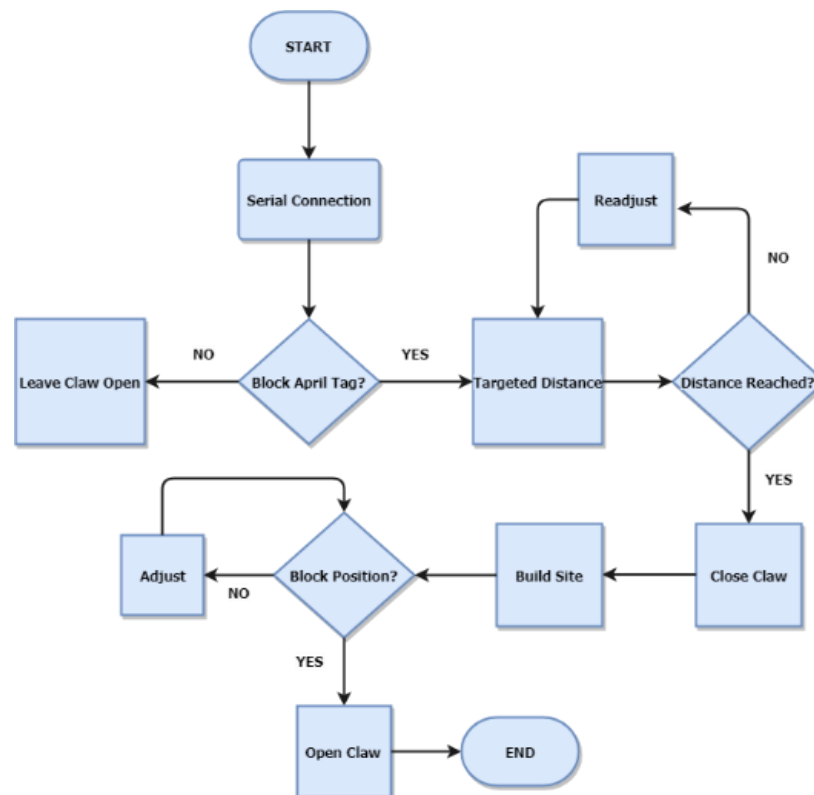 START
Serial Connection
Readjust
NO
Leave Claw Open
NO
Block April Tag?
YES
Targeted Distance
Distance Reached?
YES
Adjust
NO
Block Position?
Build Site
Close Claw
YES
Open Claw
END